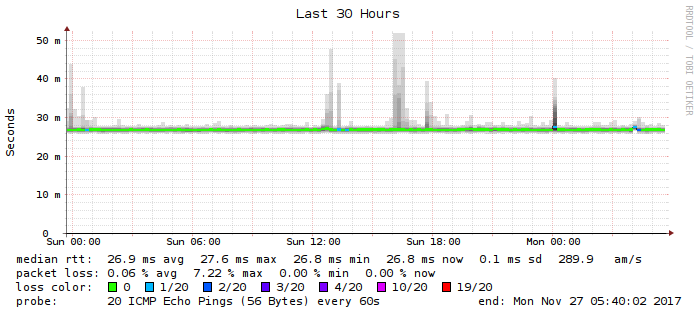 Last 30 Hours
RRDTOOL / TOBI OETIKER
Seconds
50 m
40 m
30 m
20 m
10 m
0
Sun 00:00 Sun 06:00 Sun 12:00 Sun 18:00 Mon 00:00
median rtt: 26.9 ms avg 27.6 ms max 26.8 ms min 26.8 ms now 0.1 ms sd 289.9 am/s
packet loss: 0.06 % avg 7.22 % max 0.00 % min 0.00 % now
loss color: 0 1/20 2/20 3/20 4/20 10/20 19/20
probe: 20 ICMP Echo Pings (56 Bytes) every 60s end: Mon Nov 27 05:40:02 2017